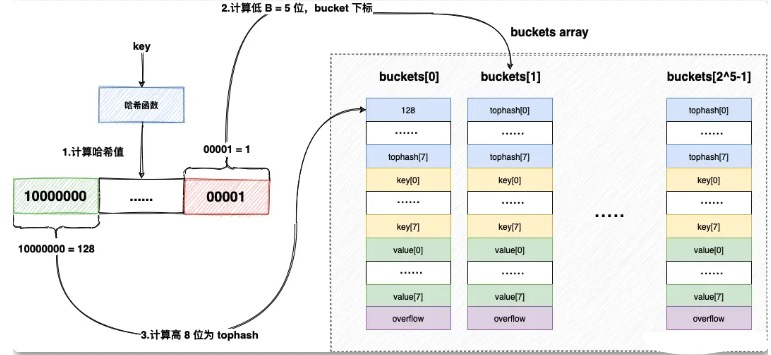 2.计算低 B = 5 位，bucket 下标
buckets array
key
哈希函数
1.计算哈希值
00001 = 1
10000000
......
00001
10000000 = 128
3.计算高 8 位为 tophash
buckets[0]
128
......
tophash[7]
key[0]
......
key[7]
value[0]
......
value[7]
overflow
buckets[1]
tophash[0]
......
tophash[7]
key[0]
......
key[7]
value[0]
......
value[7]
overflow
.....
buckets[2^5-1]
tophash[0]
......
tophash[7]
key[0]
......
key[7]
value[0]
......
value[7]
overflow